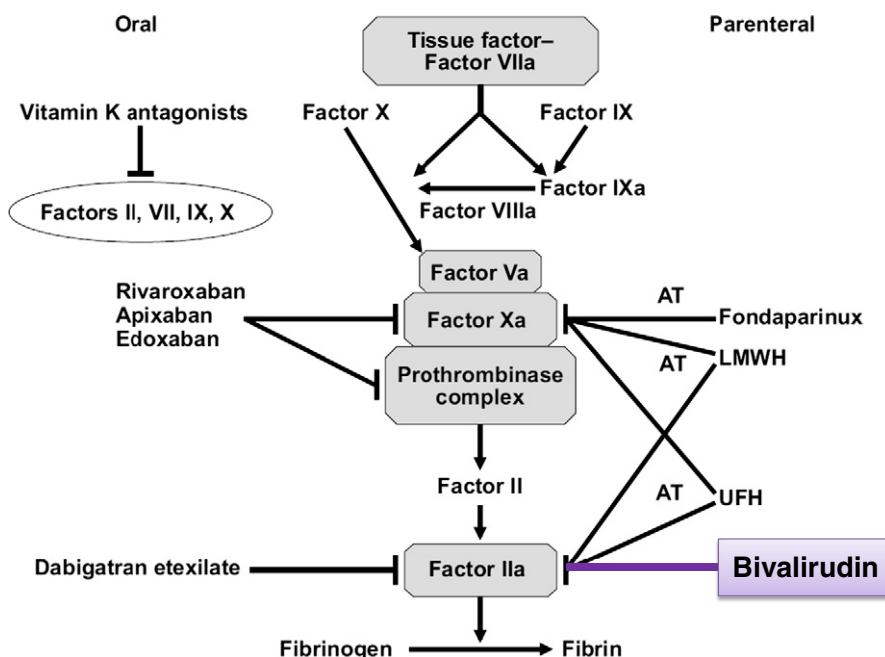 Oral
Parenteral
Tissue factor–
Factor VIIa
Vitamin K antagonists
Factor X
Factor IX
Factor IXa
Factor VIIIa
Factors II, VII, IX, X
Factor Va
Rivaroxaban
Apixaban
Edoxaban
Factor Xa
AT
Fondaparinux
AT
LMWH
Prothrombinase
complex
Factor II
AT
UFH
Dabigatran etexilate
Factor IIa
Bivalirudin
Fibrinogen
Fibrin